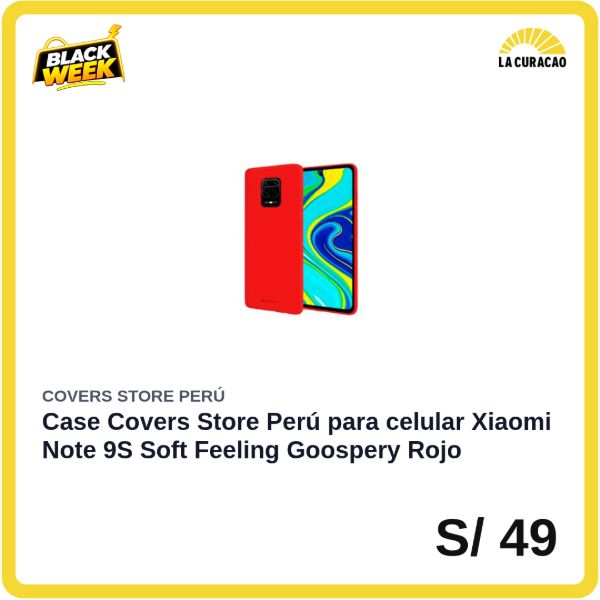 BLACK
WEEK
LA CURACAO
COVERS STORE PERÚ
Case Covers Store Perú para celular Xiaomi
Note 9S Soft Feeling Goospery Rojo
S/ 49